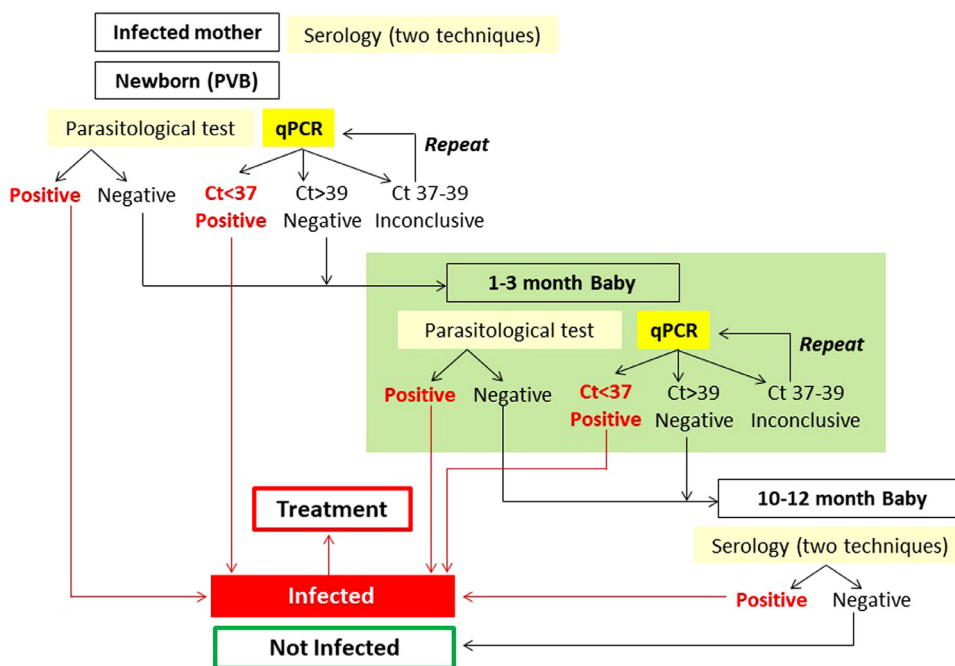 Infected mother
Serology (two techniques)
Newborn (PVB)
Parasitological test
qPCR
Repeat
Positive
Negative
Ct<37
Positive
Ct>39
Negative
Ct 37-39
Inconclusive
1-3 month Baby
Parasitological test
qPCR
Repeat
Positive
Negative
Ct<37
Positive
Ct>39
Negative
Ct 37-39
Inconclusive
10-12 month Baby
Serology (two techniques)
Positive
Negative
Treatment
Infected
Not Infected